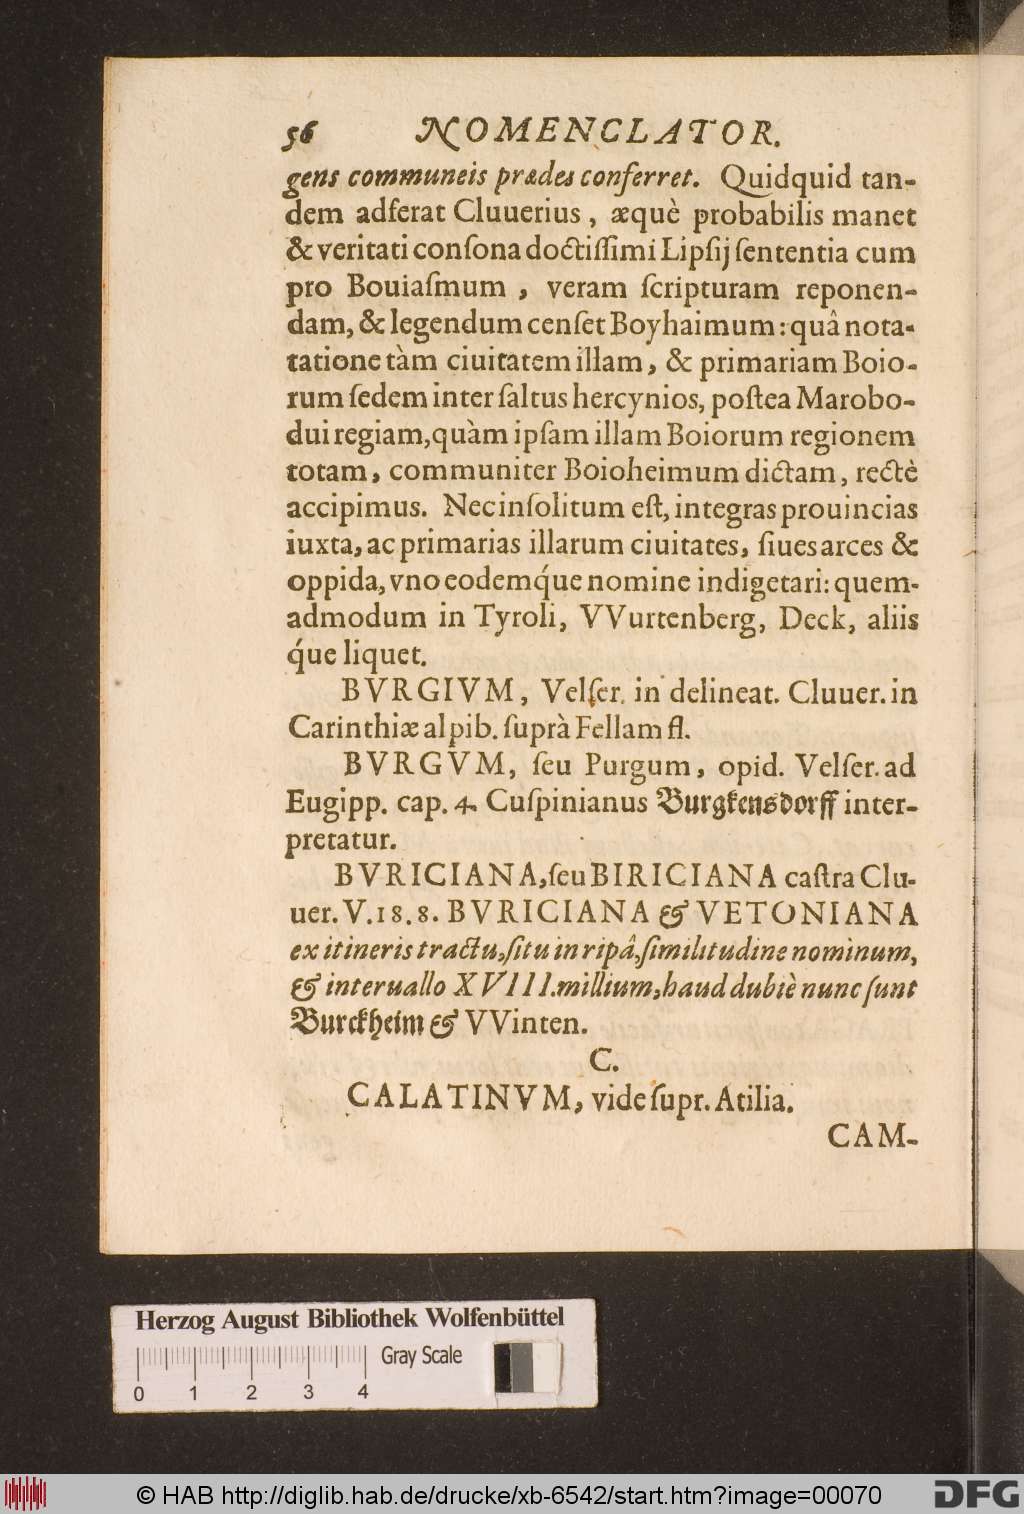 56 NOMENCLATOR.
gens communeis prædes conferret. Quidquid tan-
dem adferat Cluuerius, æquè probabilis manet
& veritati conſona doctiſſimi Lipſij ſententia cum
pro Bouiaſmum, veram ſcripturam reponen-
dam, & legendum cenſet Boyhaimum: quâ nota-
tatione tàm ciuitatem illam, & primariam Boio-
rum ſedem inter ſaltus hercynios, poſtea Marobo-
dui regiam, quàm ipſam illam Boiorum regionem
totam, communiter Boioheimum dictam, rectè
accipimus. Nec inſolitum eſt, integras prouincias
iuxta, ac primarias illarum ciuitates, ſiues arces &
oppida, vno eodemq́ue nomine indigetari: quem-
admodum in Tyroli, VVurtenberg, Deck, aliis
q́ue liquet.
BVRGIVM, Velſer. in delineat. Cluuer. in
Carinthiæ alpib. ſuprà Fellam fl.
BVRGVM, ſeu Purgum, opid. Velſer. ad
Eugipp. cap. 4. Cuſpinianus Burgkensdorff inter-
pretatur.
BVRICIANA, ſeu BIRICIANA caſtra Clu-
uer. V. 18. 8. BVRICIANA & VETONIANA
ex itineris tractu, ſitu in ripâ, ſimilitudine nominum,
& interuallo XVIII. millium, haud dubiè nunc ſunt
Burckheim & VVinten.
C.
CALATINVM, vide ſupr. Atilia.
CAM-
Herzog August Bibliothek Wolfenbüttel
Gray Scale
0 1 2 3 4
© HAB http://diglib.hab.de/drucke/xb-6542/start.htm?image=00070
DFG